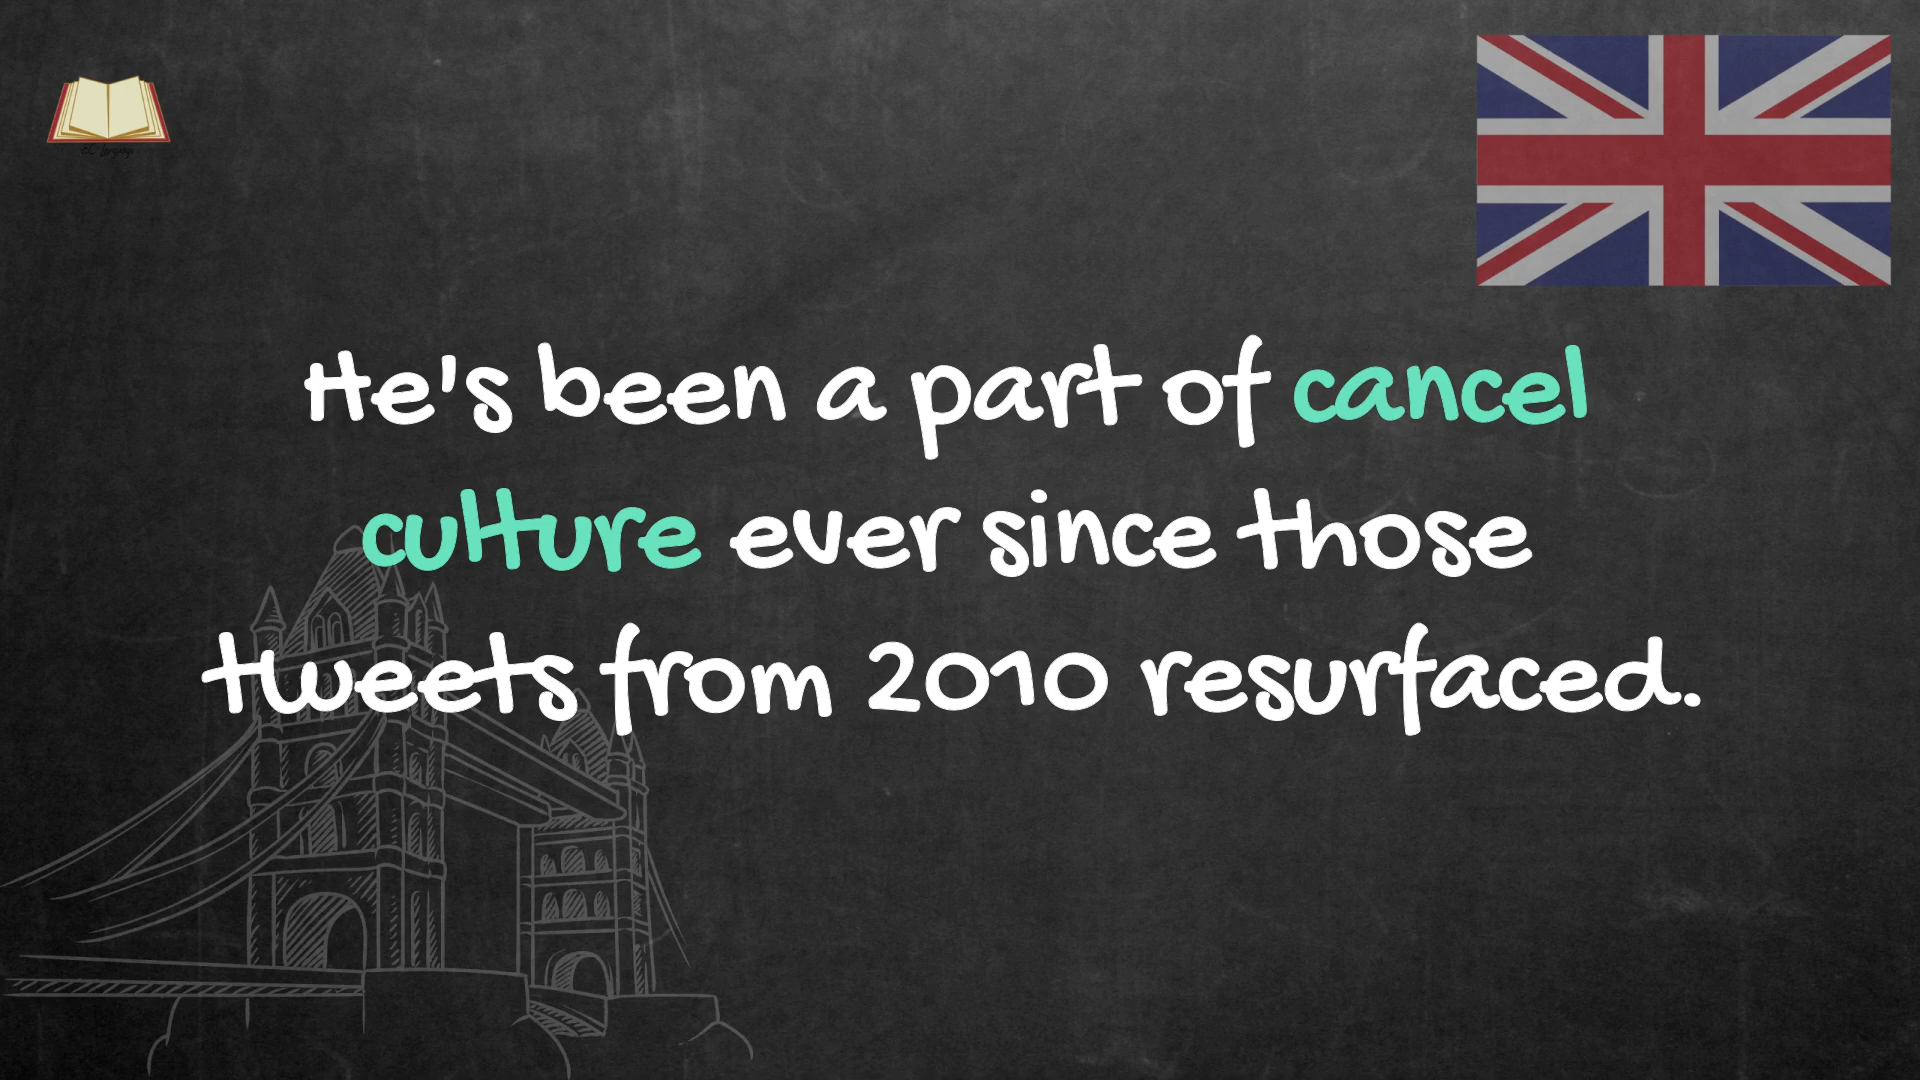 He's been a part of cancel
culture ever since those
tweets from 2010 resurfaced.